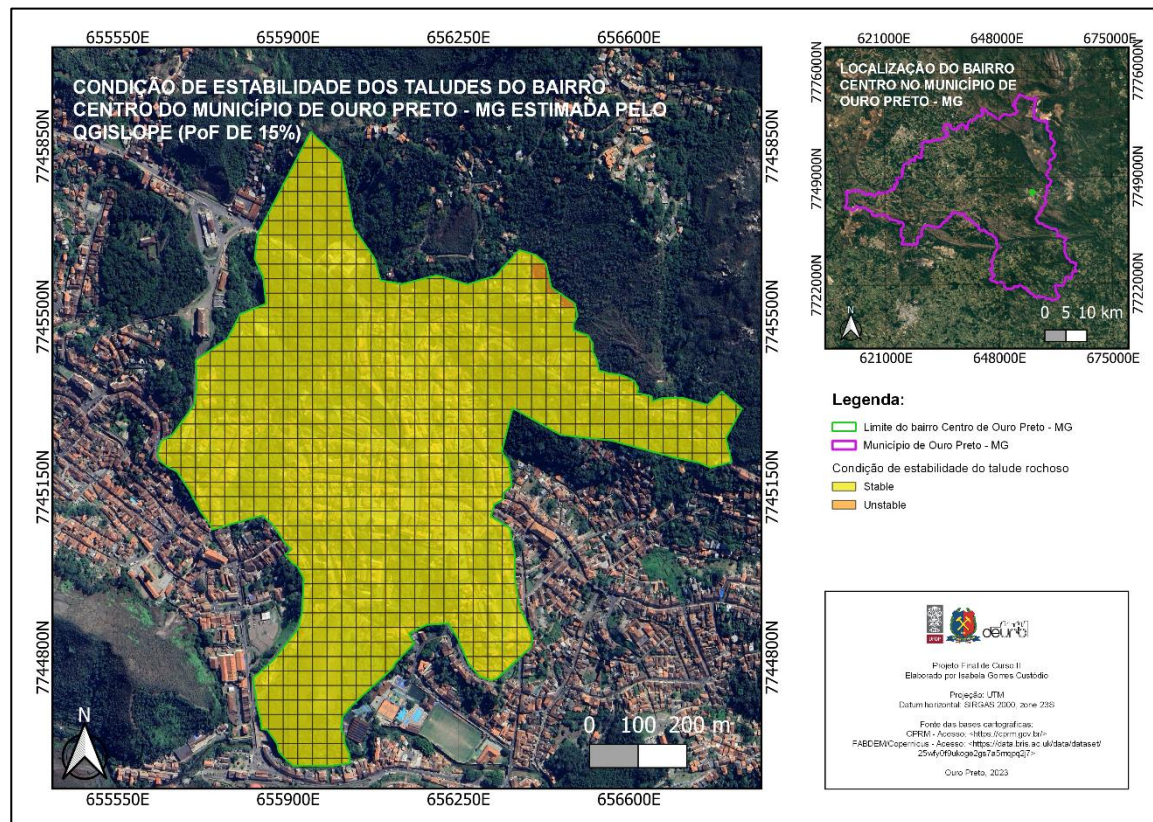 655550E 655900E 656250E 656600E
CONDIÇÃO DE ESTABILIDADE DOS TALUDES DO BAIRRO
CENTRO DO MUNICÍPIO DE OURO PRETO - MG ESTIMADA PELO
QGISLOPE (PoF DE 15%)
7745850N 7745850N
7745500N 7745500N
7745150N 7745150N
7744800N 7744800N
N
0 100 200 m
655550E 655900E 656250E 656600E
621000E 648000E 675000E
LOCALIZAÇÃO DO BAIRRO
CENTRO NO MUNICÍPIO DE
OURO PRETO - MG
7776000N 7776000N
7749000N 7749000N
7722000N 7722000N
N
0 5 10 km
621000E 648000E 675000E
Legenda:
Limite do bairro Centro de Ouro Preto - MG
Município de Ouro Preto - MG
Condição de estabilidade do talude rochoso
Stable
Unstable
UFOP
deurb
Projeto Final de Curso II
Elaborado por Isabela Gomes Custódio
Projeção: UTM
Datum horizontal: SIRGAS 2000, zone 23S
Fonte das bases cartográficas:
CPRM - Acesso: <https://cprm.gov.br/>
FABDEM/Copernicus - Acesso: <https://data.bris.ac.uk/data/dataset/
Ouro Preto, 2023